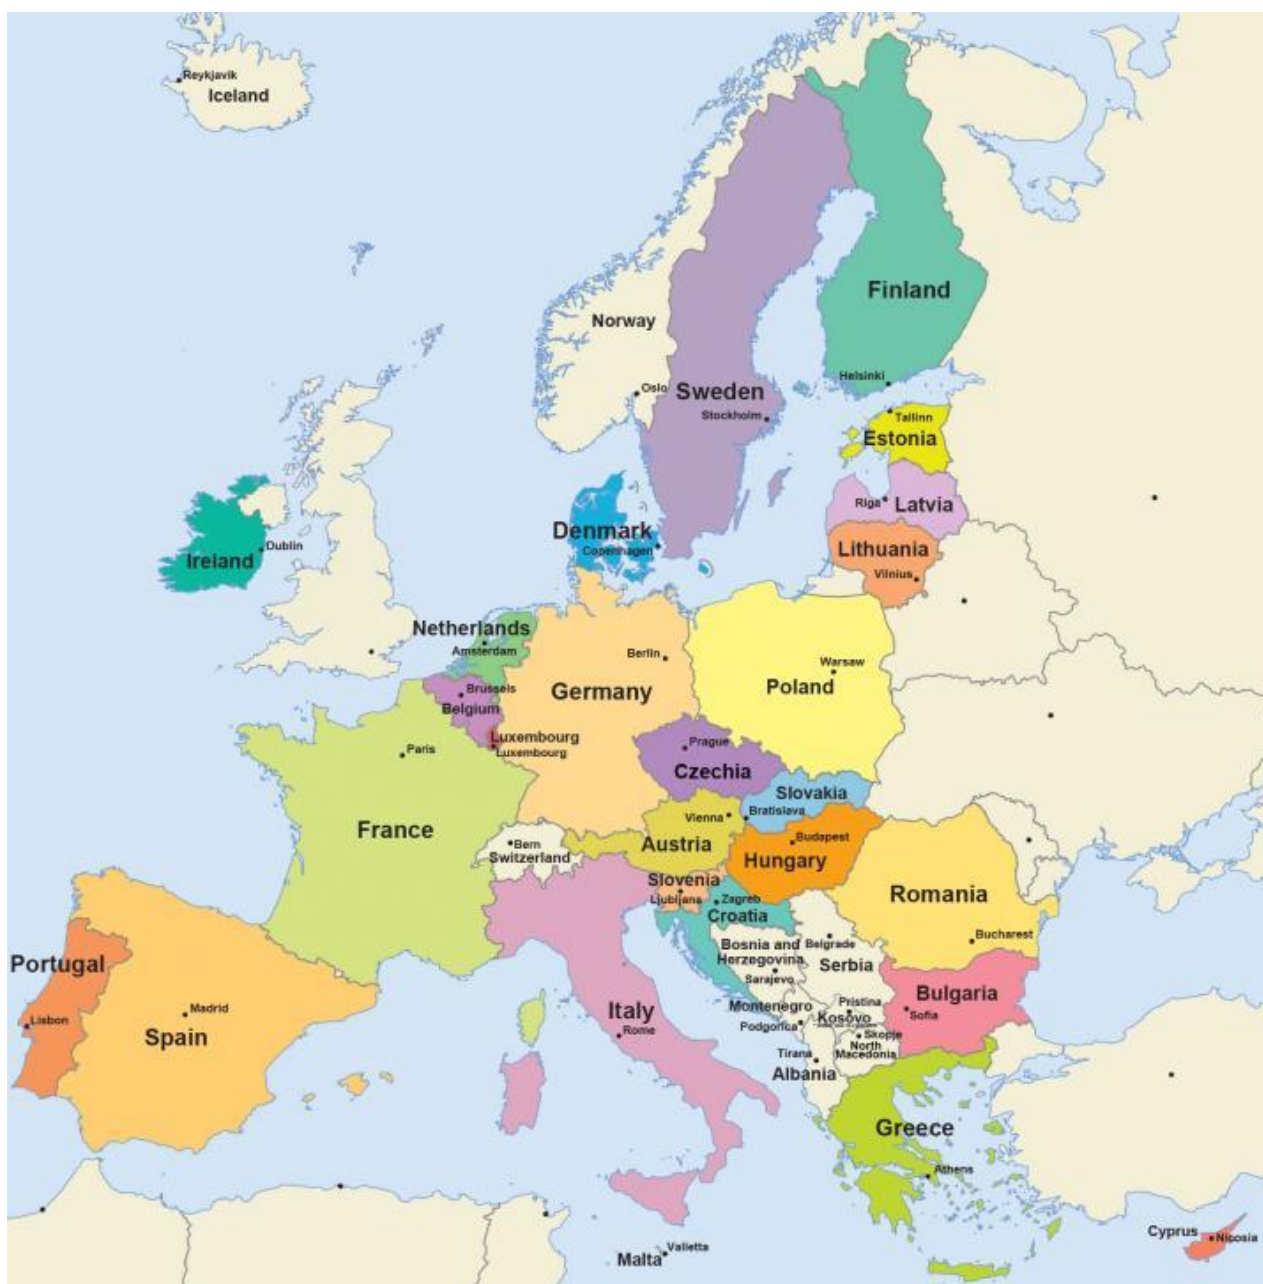 Reykjavik
Iceland
Finland
Norway
Helsinki
Oslo
Sweden
Stockholm
Tallinn
Estonia
Riga
Latvia
Denmark
Copenhagen
Dublin
Ireland
Lithuania
Vilnius
Netherlands
Amsterdam
Berlin
Warsaw
Brussels
Germany
Poland
Belgium
Luxembourg
Luxembourg
Paris
Prague
Czechia
Slovakia
Bratislava
Vienna
France
Bern
Switzerland
Austria
Budapest
Hungary
Slovenia
Ljubljana
Zagreb
Croatia
Romania
Bucharest
Bosnia and
Herzegovina
Sarajevo
Belgrade
Serbia
Portugal
Lisbon
Madrid
Spain
Italy
Rome
Montenegro
Podgorica
Pristina
Kosovo
Bulgaria
Sofia
Skopje
North
Macedonia
Tirana
Albania
Greece
Athens
Malta
Valletta
Cyprus
Nicosia